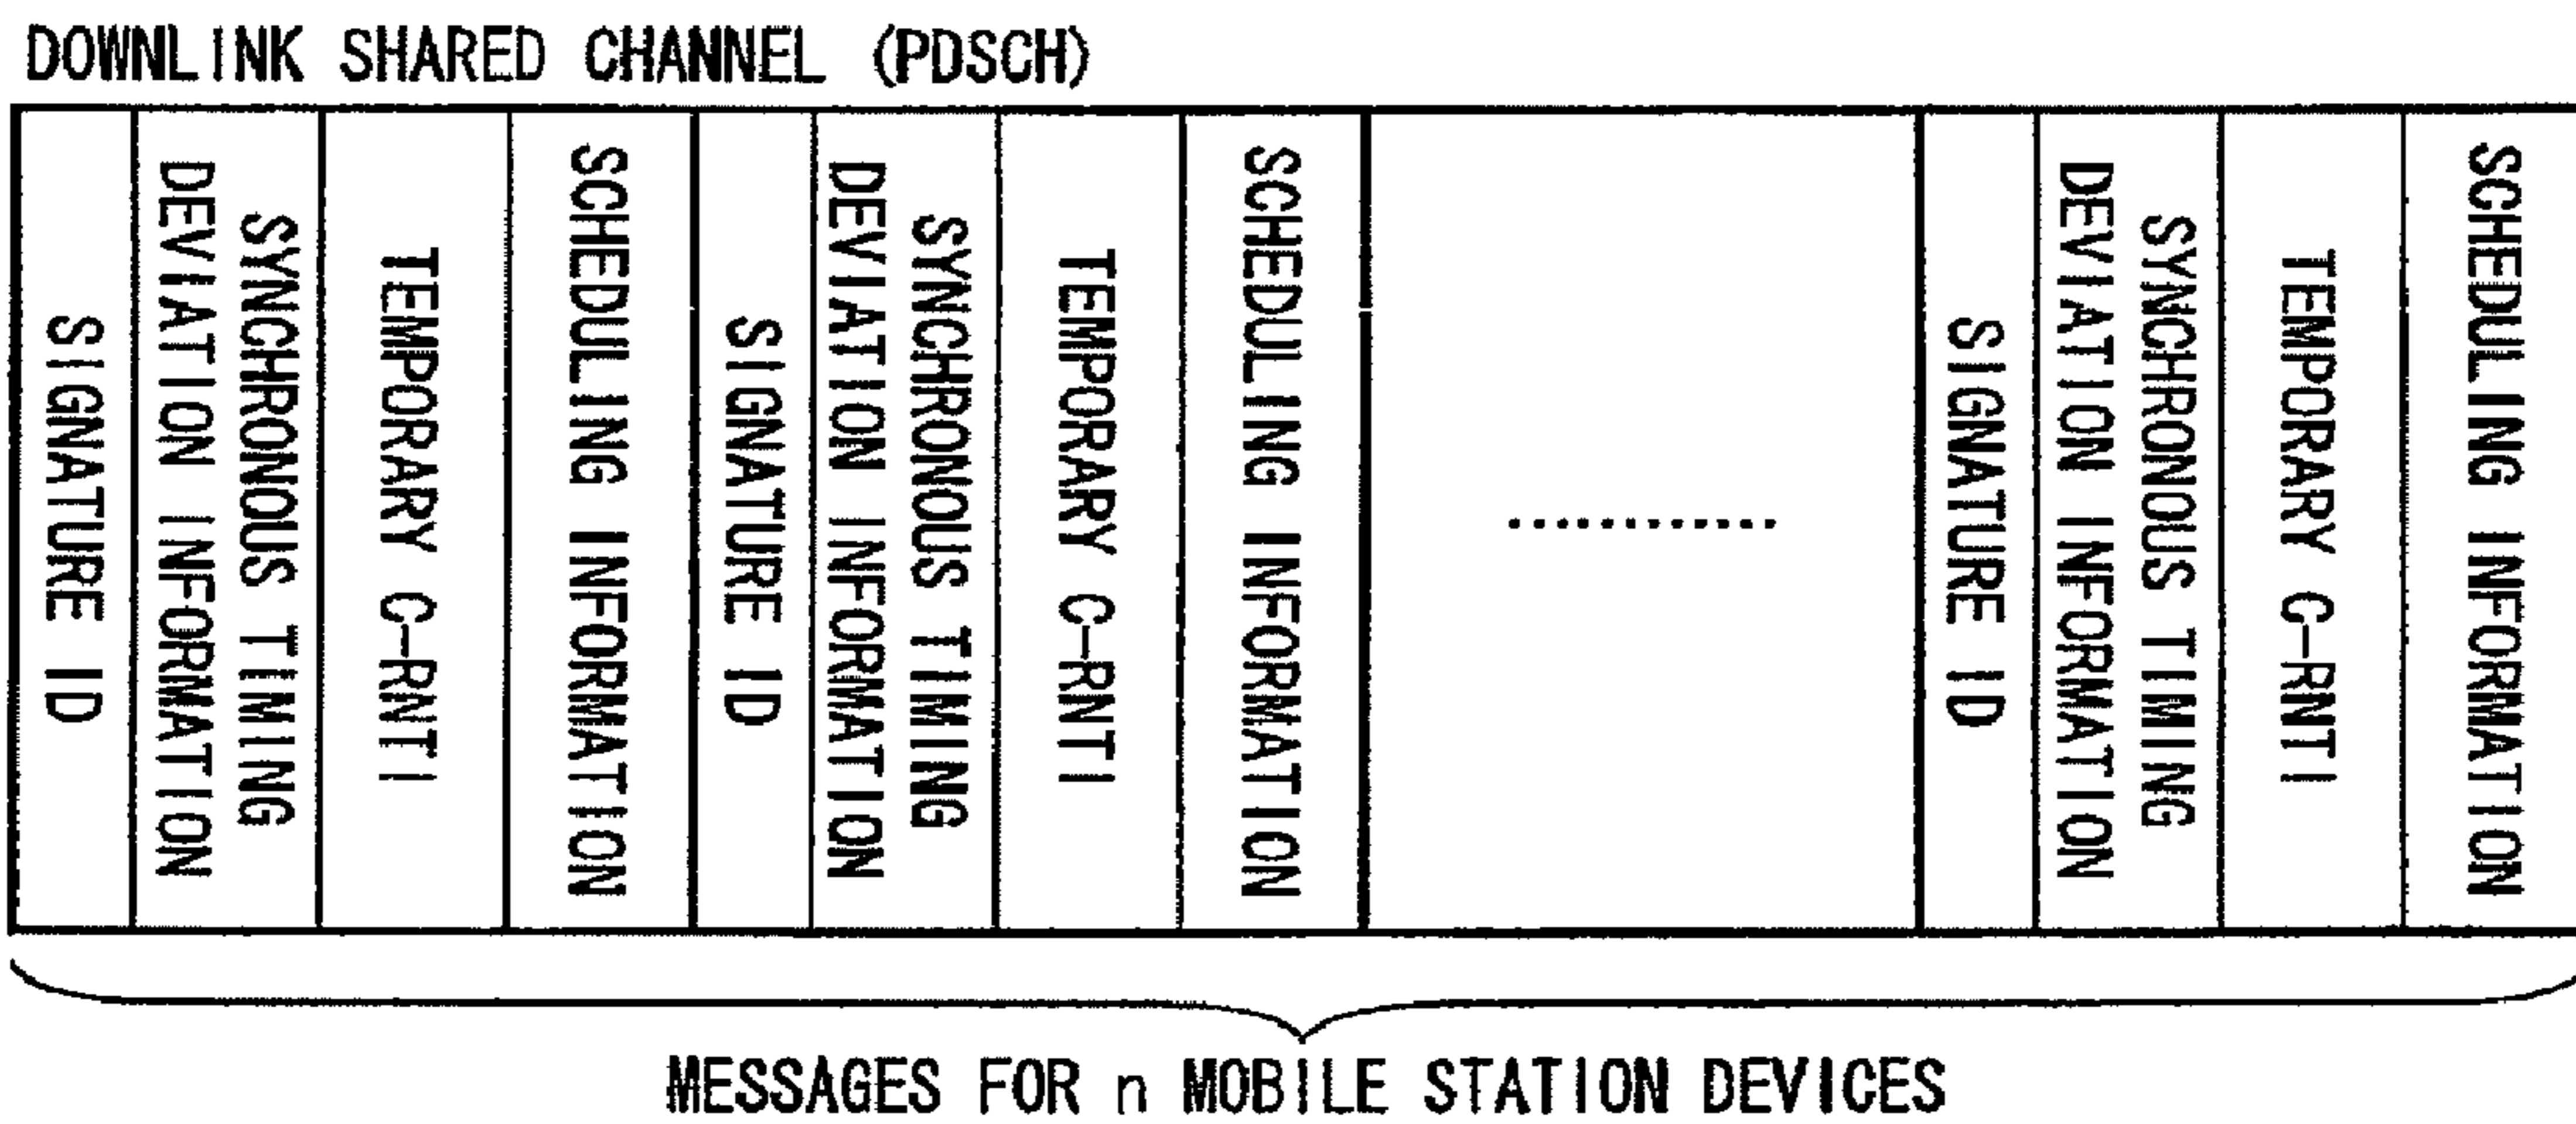 DOWNLINK SHARED CHANNEL (PDSCH)
SIGNATURE ID
SYNCHRONOUS TIMING
DEVIATION INFORMATION
TEMPORARY C-RNTI
SCHEDULING INFORMATION
SIGNATURE ID
SYNCHRONOUS TIMING
DEVIATION INFORMATION
TEMPORARY C-RNTI
SCHEDULING INFORMATION
............
SIGNATURE ID
SYNCHRONOUS TIMING
DEVIATION INFORMATION
TEMPORARY C-RNTI
SCHEDULING INFORMATION
MESSAGES FOR n MOBILE STATION DEVICES